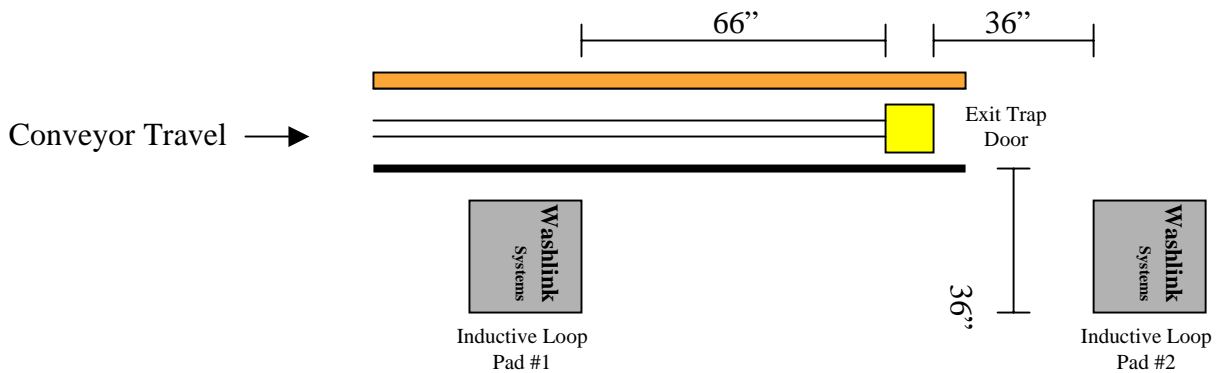 66”
36”
Conveyor Travel
Exit Trap
Door
Washlink
Systems
Washlink
Systems
36”
Inductive Loop
Pad #1
Inductive Loop
Pad #2